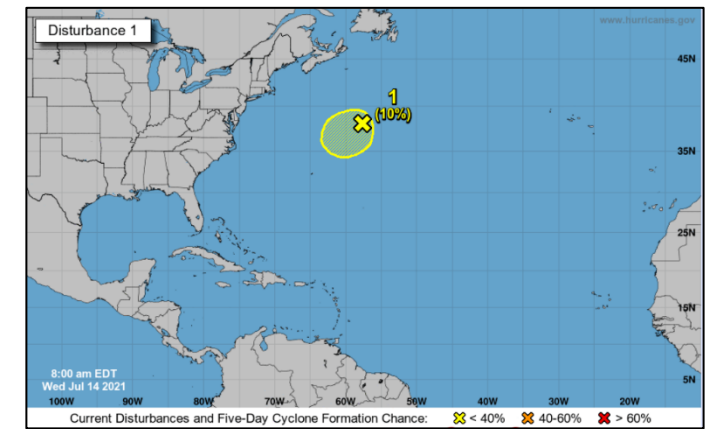 Disturbance 1
www.hurricanes.gov
45N
1
(10%)
35N
25N
15N
8:00 am EDT
Wed Jul 14 2021
5N
100W 90W 80W 70W 60W 50W 40W 30W 20W
Current Disturbances and Five-Day Cyclone Formation Chance: < 40% 40-60% > 60%